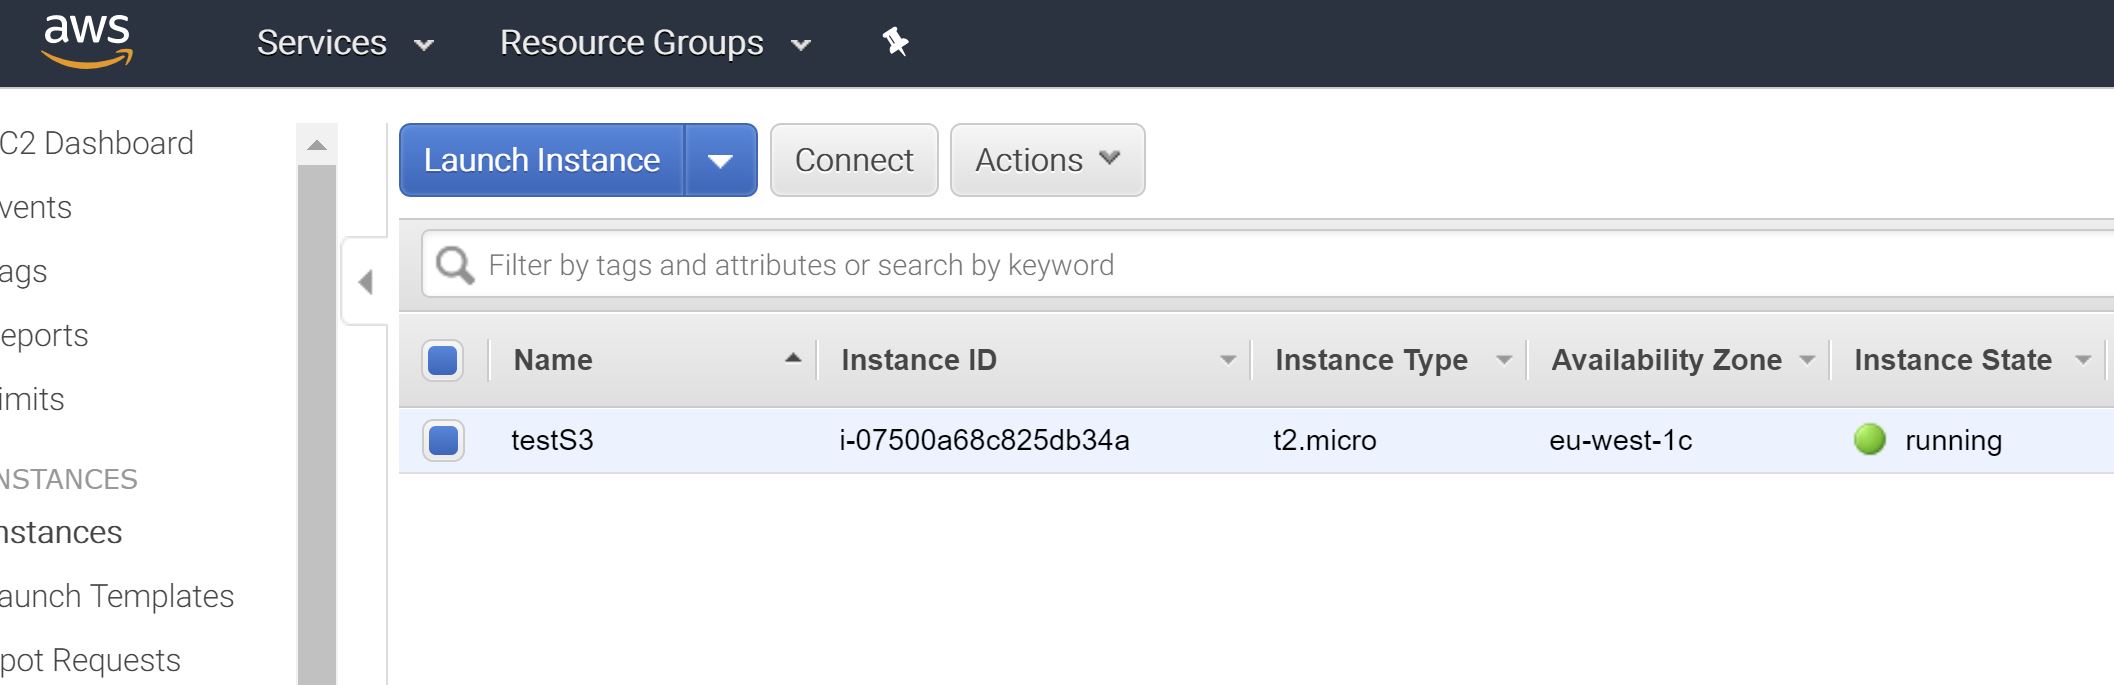 aws Services Resource Groups
Launch Instance Connect Actions
Filter by tags and attributes or search by keyword
Name Instance ID Instance Type Availability Zone Instance State
testS3 i-07500a68c825db34a t2.micro eu-west-1c running
C2 Dashboard
vents
ags
eports
imits
NSTANCES
nstances
aunch Templates
pot Requests